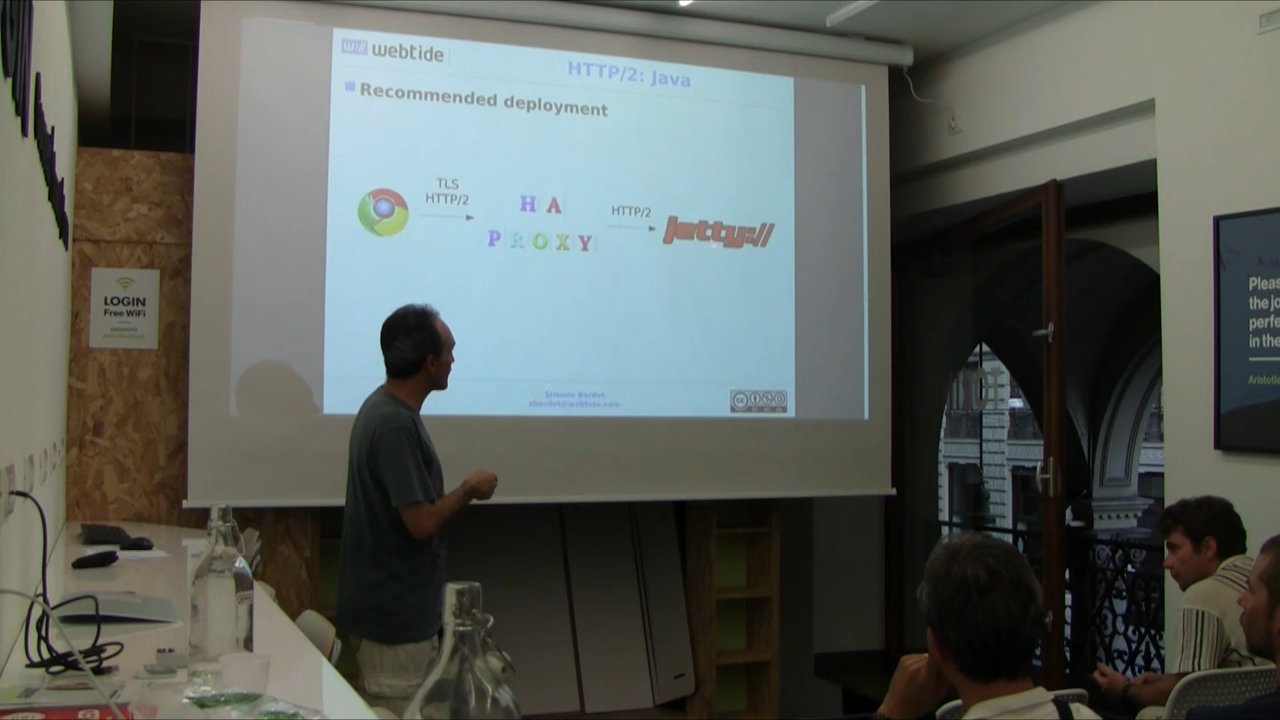 webtide
HTTP/2: Java
Recommended deployment
TLS
HTTP/2
HA
PROXY
HTTP/2
jetty://
Simone Bordet
sbordet@webtide.com
LOGIN
Free WiFi
Pleas
the jo
perfe
in the
Aristotle